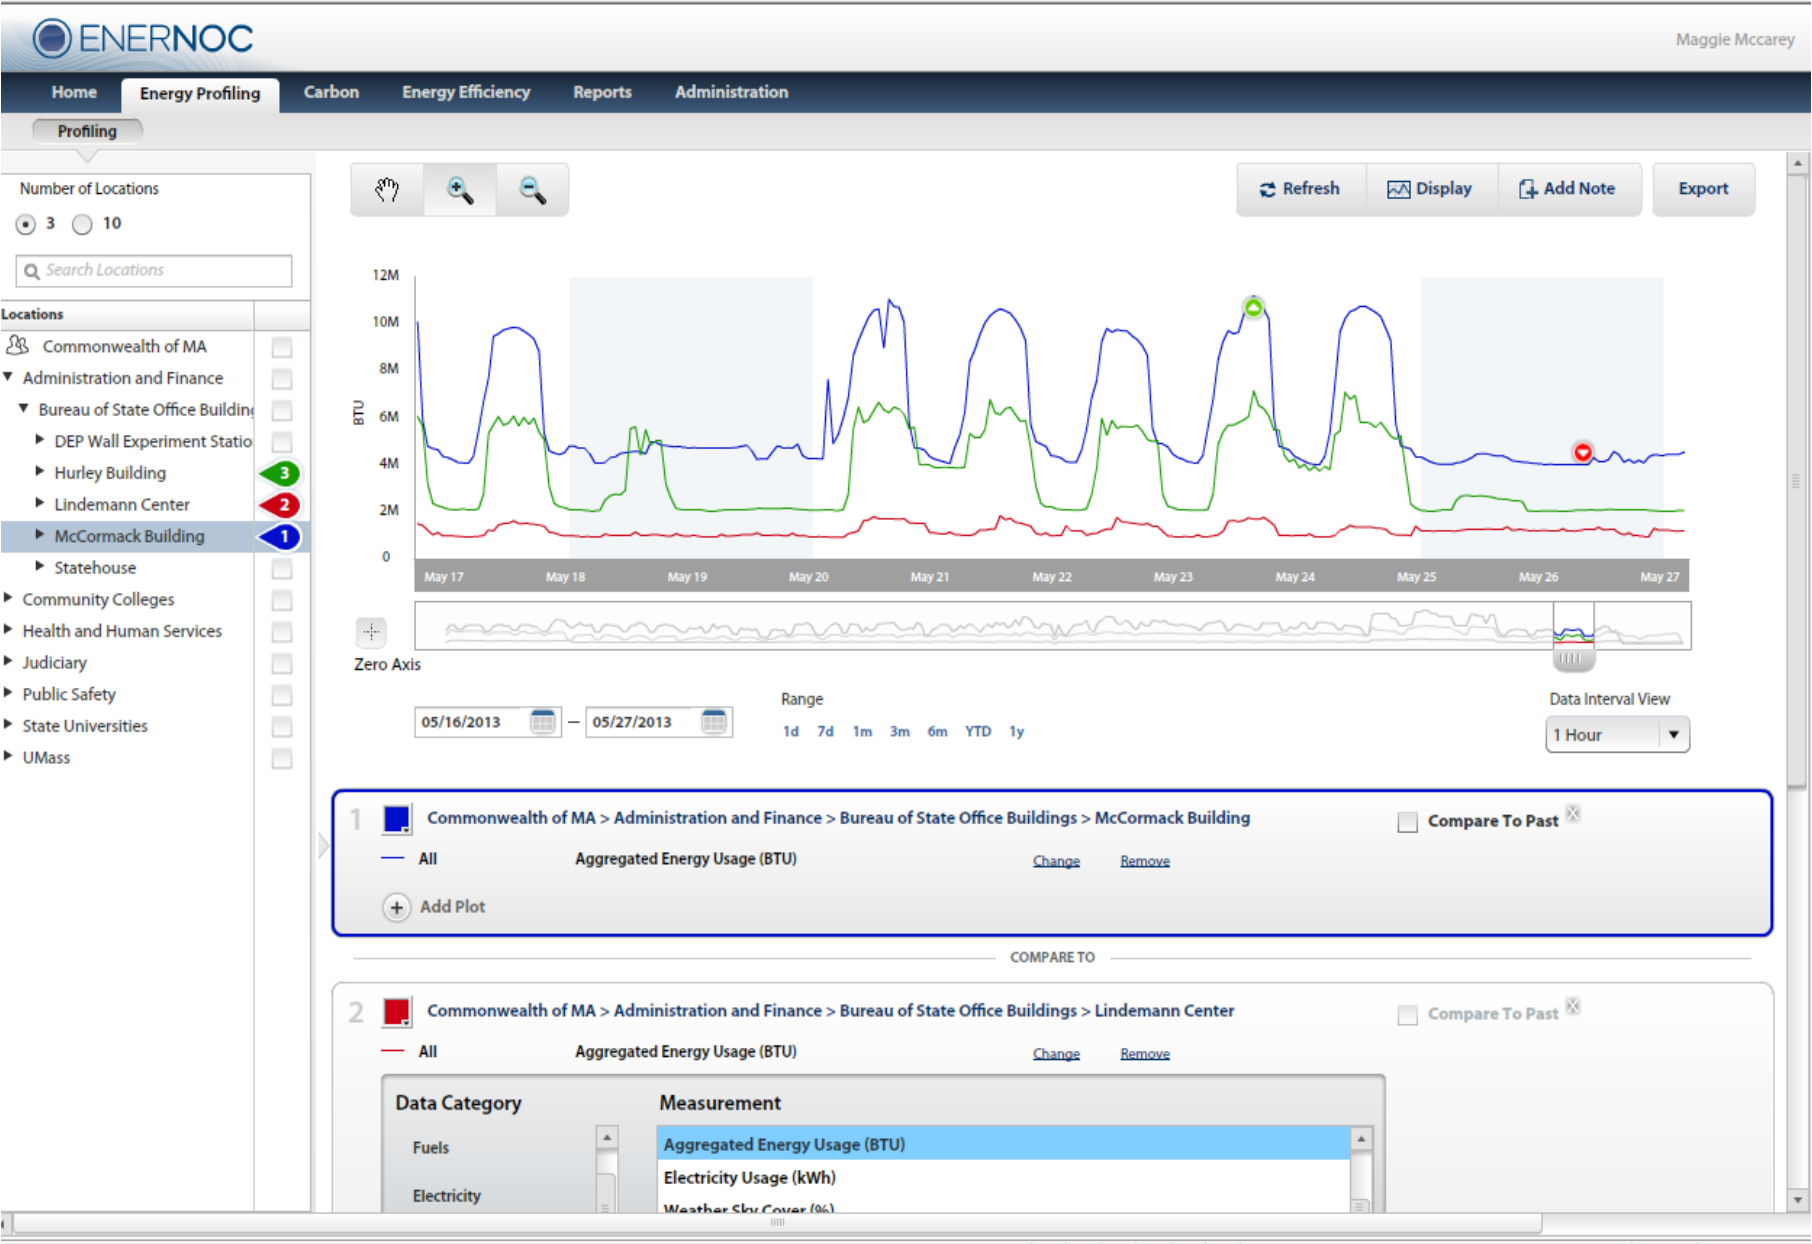 ENERNOC
Maggie Mccarey
Home Energy Profiling Carbon Energy Efficiency Reports Administration
Profiling
Number of Locations
3 10
Search Locations
Locations
Commonwealth of MA
Administration and Finance
Bureau of State Office Building
DEP Wall Experiment Statio
Hurley Building 3
Lindemann Center 2
McCormack Building 1
Statehouse
Community Colleges
Health and Human Services
Judiciary
Public Safety
State Universities
UMass
Refresh Display Add Note Export
12M
10M
8M
6M
4M
2M
0
BTU
May 17 May 18 May 19 May 20 May 21 May 22 May 23 May 24 May 25 May 26 May 27
Zero Axis
Range
Data Interval View
05/16/2013 – 05/27/2013
1d 7d 1m 3m 6m YTD 1y
1 Hour
1 Commonwealth of MA > Administration and Finance > Bureau of State Office Buildings > McCormack Building Compare To Past X
All Aggregated Energy Usage (BTU) Change Remove
+ Add Plot
COMPARE TO
2 Commonwealth of MA > Administration and Finance > Bureau of State Office Buildings > Lindemann Center Compare To Past X
All Aggregated Energy Usage (BTU) Change Remove
Data Category Measurement
Fuels
Electricity
Aggregated Energy Usage (BTU)
Electricity Usage (kWh)
Weather Sky Cover (%)